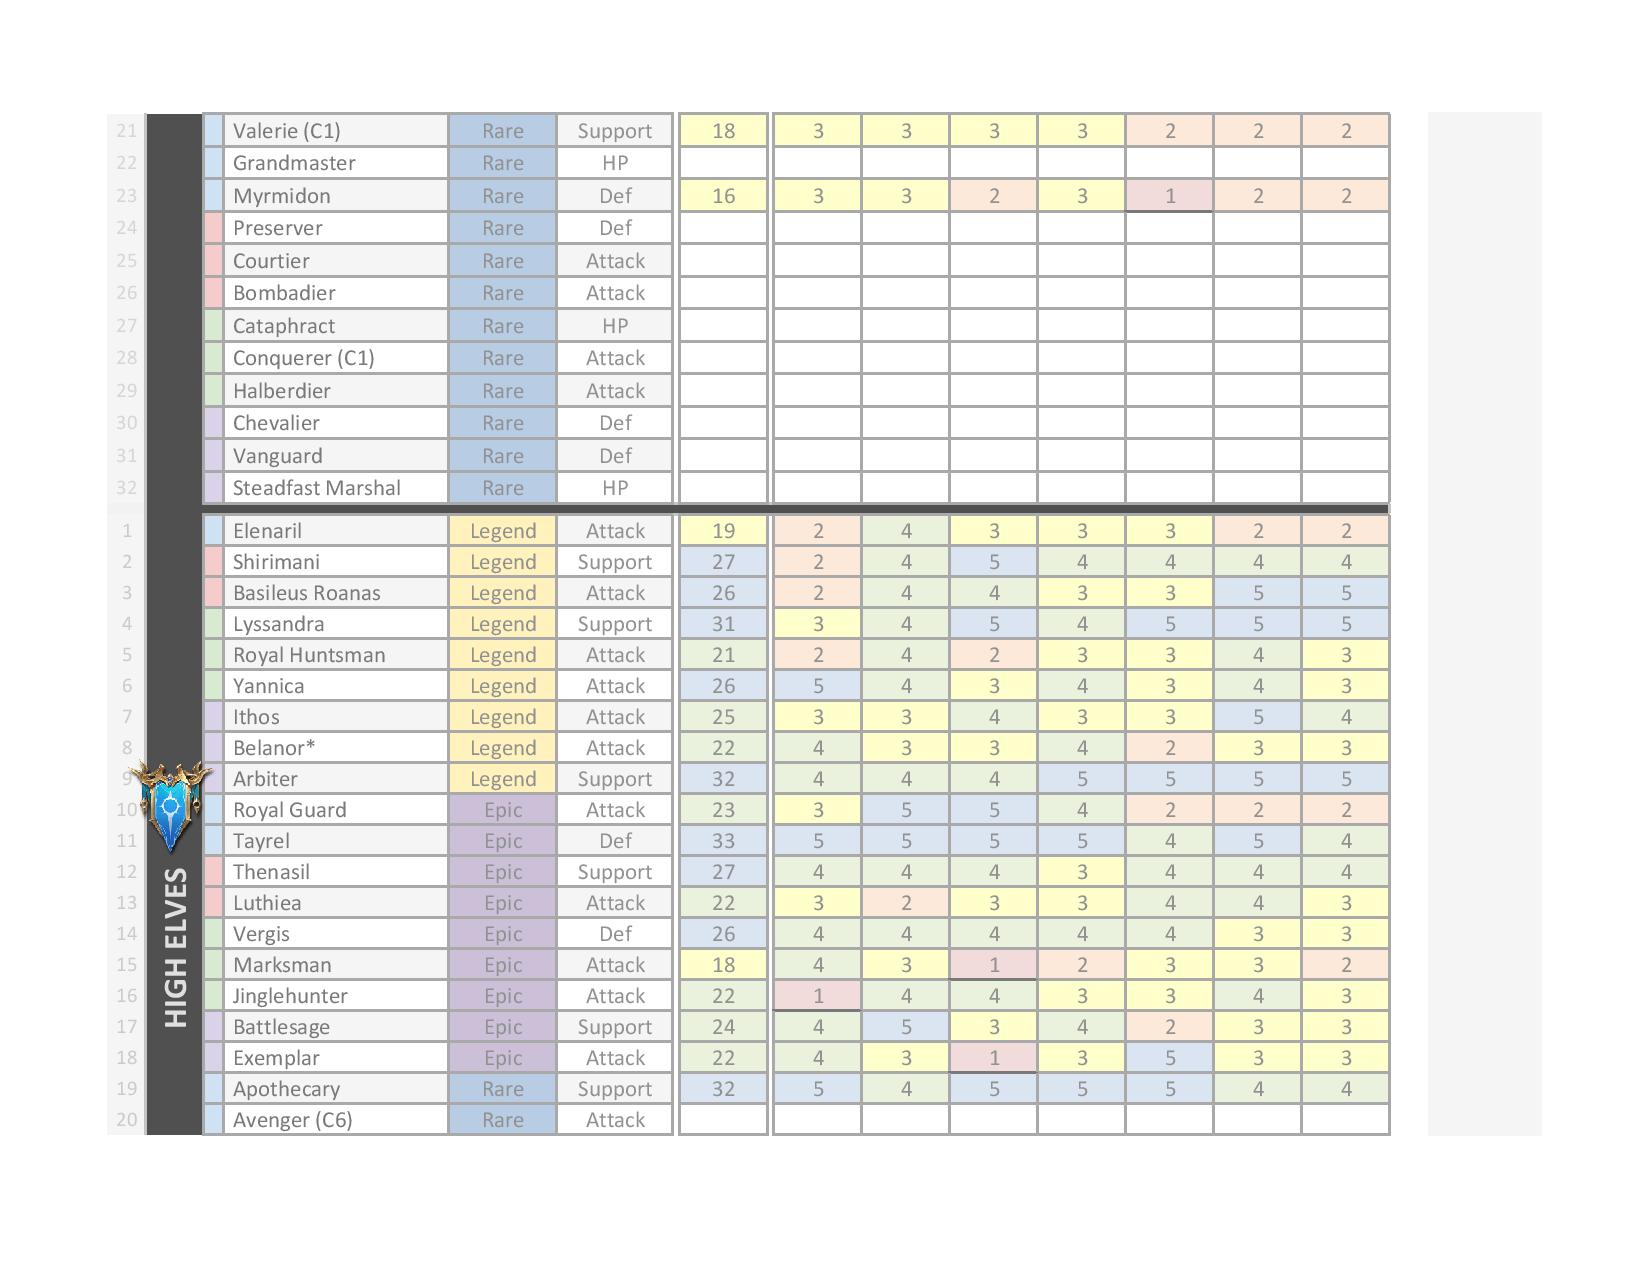 21 Valerie (C1) Rare Support 18 3 3 3 3 2 2 2
22 Grandmaster Rare HP
23 Myrmidon Rare Def 16 3 3 2 3 1 2 2
24 Preserver Rare Def
25 Courtier Rare Attack
26 Bombadier Rare Attack
27 Cataphract Rare HP
28 Conquerer (C1) Rare Attack
29 Halberdier Rare Attack
30 Chevalier Rare Def
31 Vanguard Rare Def
32 Steadfast Marshal Rare HP
1 Elenaril Legend Attack 19 2 4 3 3 3 2 2
2 Shirimani Legend Support 27 2 4 5 4 4 4 4
3 Basileus Roanas Legend Attack 26 2 4 4 3 3 5 5
4 Lyssandra Legend Support 31 3 4 5 4 5 5 5
5 Royal Huntsman Legend Attack 21 2 4 2 3 3 4 3
6 Yannica Legend Attack 26 5 4 3 4 3 4 3
7 Ithos Legend Attack 25 3 3 4 3 3 5 4
8 Belanor* Legend Attack 22 4 3 3 4 2 3 3
9 Arbiter Legend Support 32 4 4 4 5 5 5 5
10 Royal Guard Epic Attack 23 3 5 5 4 2 2 2
11 Tayrel Epic Def 33 5 5 5 5 4 5 4
12 Thenasil Epic Support 27 4 4 4 3 4 4 4
13 Luthiea Epic Attack 22 3 2 3 3 4 4 3
14 Vergis Epic Def 26 4 4 4 4 4 3 3
15 Marksman Epic Attack 18 4 3 1 2 3 3 2
16 Jinglehunter Epic Attack 22 1 4 4 3 3 4 3
17 Battlesage Epic Support 24 4 5 3 4 2 3 3
18 Exemplar Epic Attack 22 4 3 1 3 5 3 3
19 Apothecary Rare Support 32 5 4 5 5 5 4 4
20 Avenger (C6) Rare Attack
HIGH ELVES